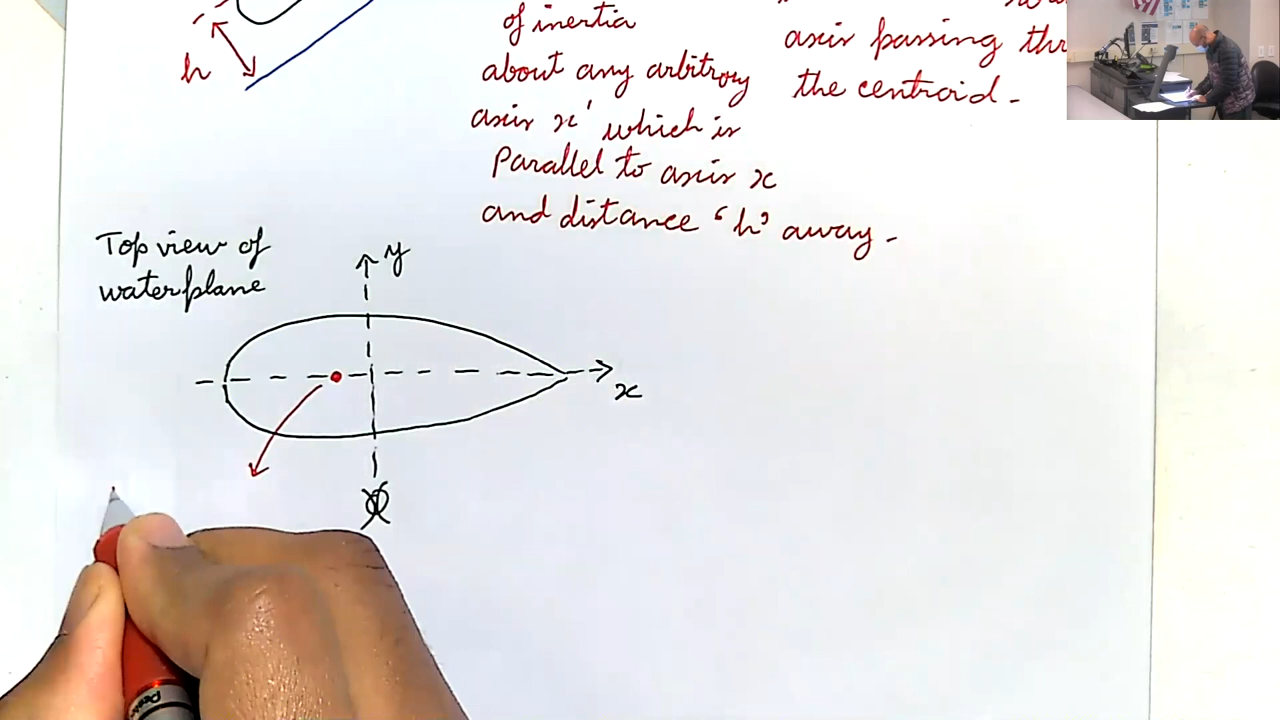 of inertia
about any arbitrary
axis x' which is
Parallel to axis x
and distance 'h' away.
axis passing
the centroid.
h
Top view of
waterplane
y
x